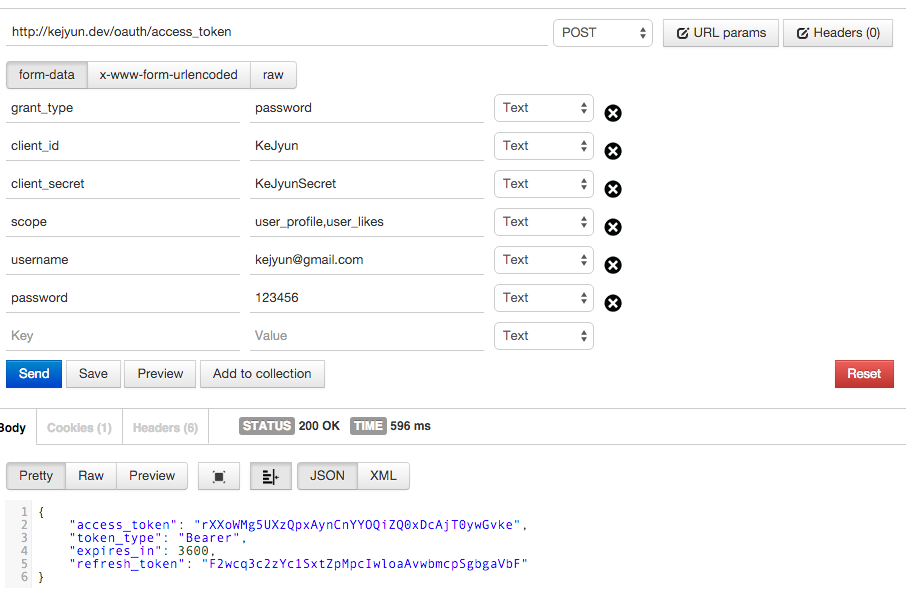 http://kejyun.dev/oauth/access_token POST URL params Headers (0)
form-data x-www-form-urlencoded raw
grant_type password Text
client_id KeJyun Text
client_secret KeJyunSecret Text
scope user_profile,user_likes Text
username kejyun@gmail.com Text
password 123456 Text
Key Value Text
Send Save Preview Add to collection Reset
Body Cookies (1) Headers (6) STATUS 200 OK TIME 596 ms
Pretty Raw Preview JSON XML
1 {
2 "access_token": "rXXoWMg5UXzQpxAynCnYYOQiZQ0xDcAjT0ywGvke",
3 "token_type": "Bearer",
4 "expires_in": 3600,
5 "refresh_token": "F2wcq3c2zYc1SxtZpMpcIwloaAvwbmcpSgbgaVbF"
6 }